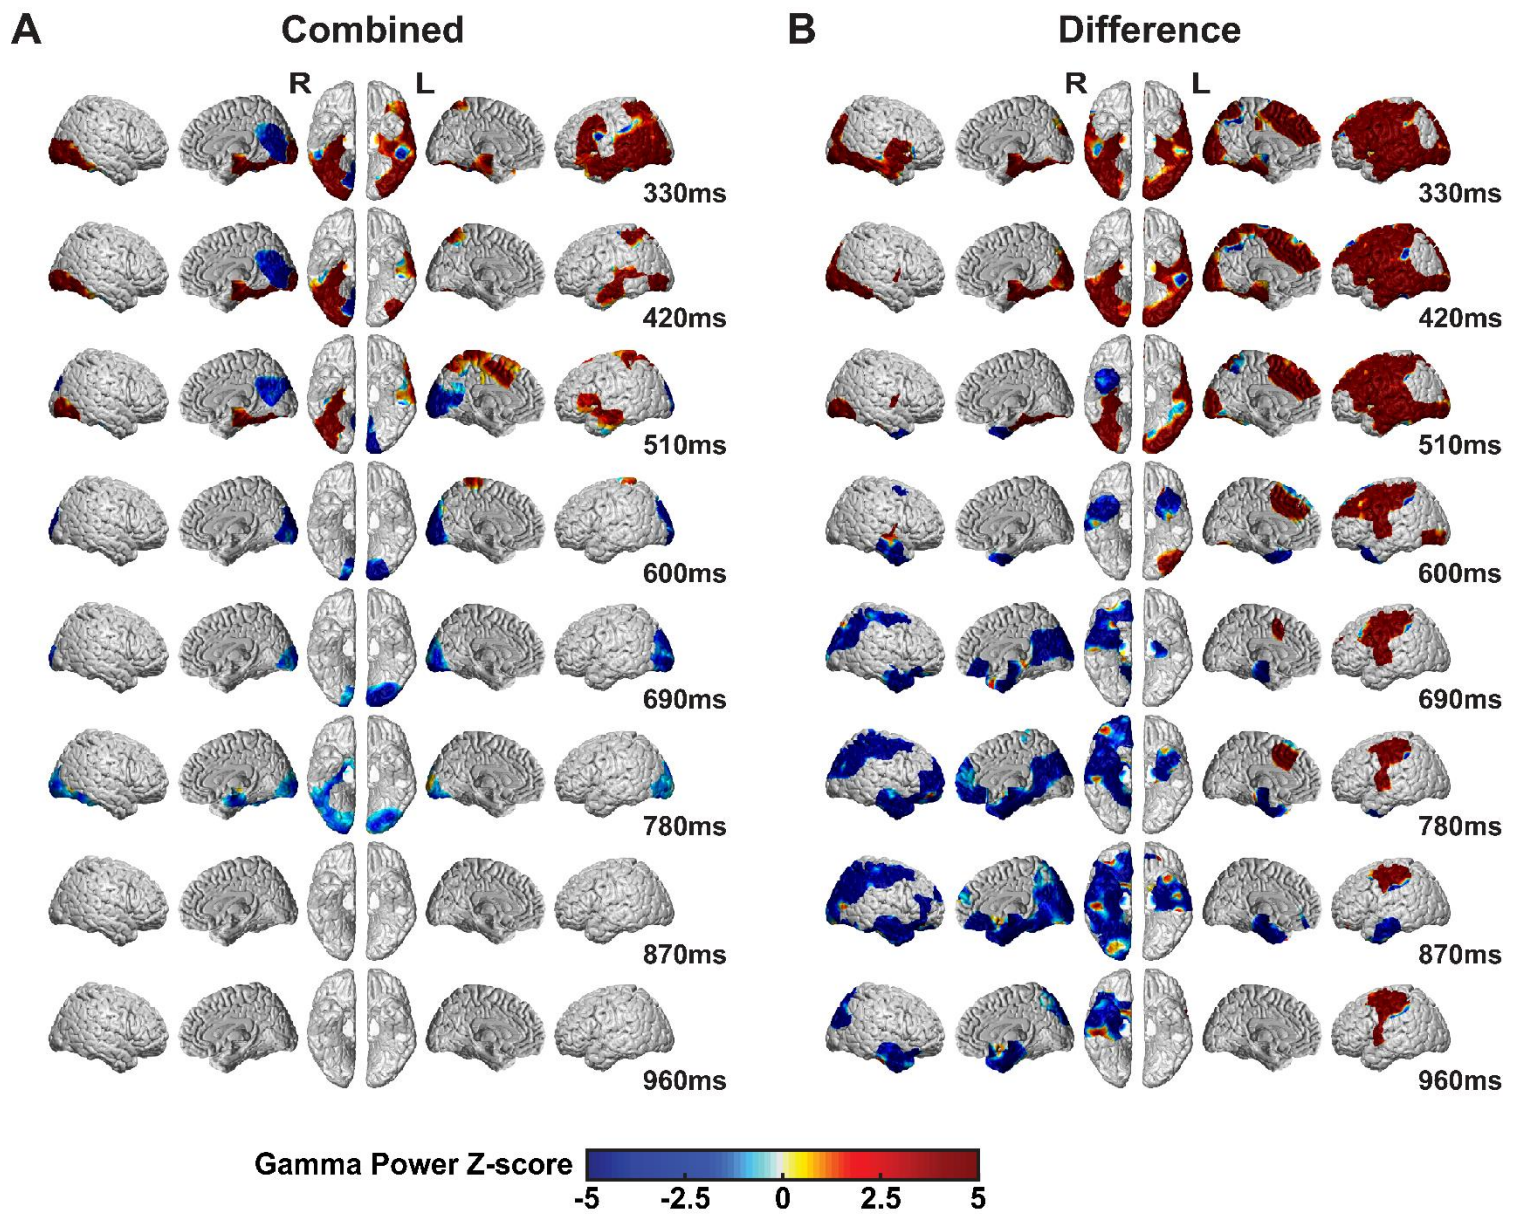 A Combined B Difference
R L R L
330ms 330ms
420ms 420ms
510ms 510ms
600ms 600ms
690ms 690ms
780ms 780ms
870ms 870ms
960ms 960ms
Gamma Power Z-score
-5 -2.5 0 2.5 5